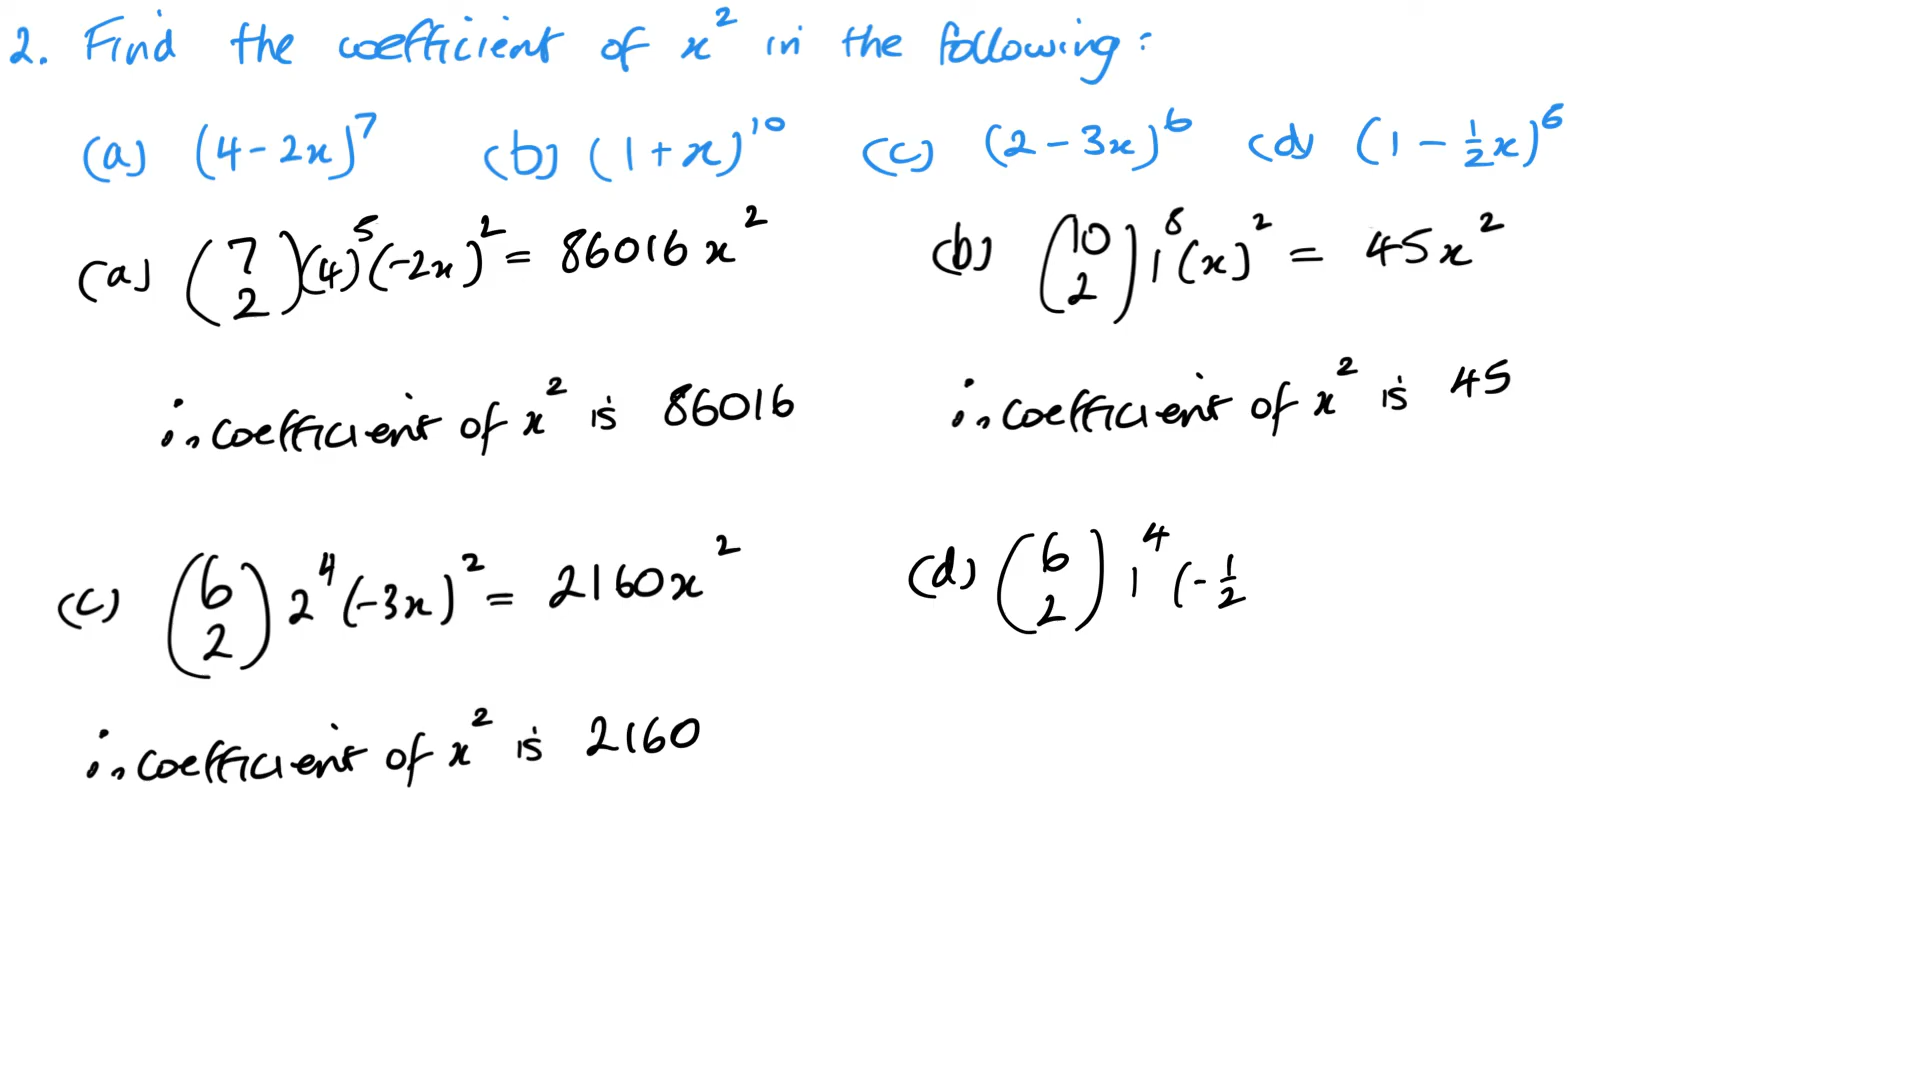 2. Find the coefficient of x² in the following:
(a) (4 - 2x)⁷ (b) (1 + x)¹⁰ (c) (2 - 3x)⁶ (d) (1 - ½x)⁶
(a) (7 2)(4)⁵(-2x)² = 86016x²
(b) (10 2) 1⁸(x)² = 45x²
∴ coefficient of x² is 86016
∴ coefficient of x² is 45
(c) (6 2) 2⁴(-3x)² = 2160x²
(d) (6 2) 1⁴ (-½
∴ coefficient of x² is 2160